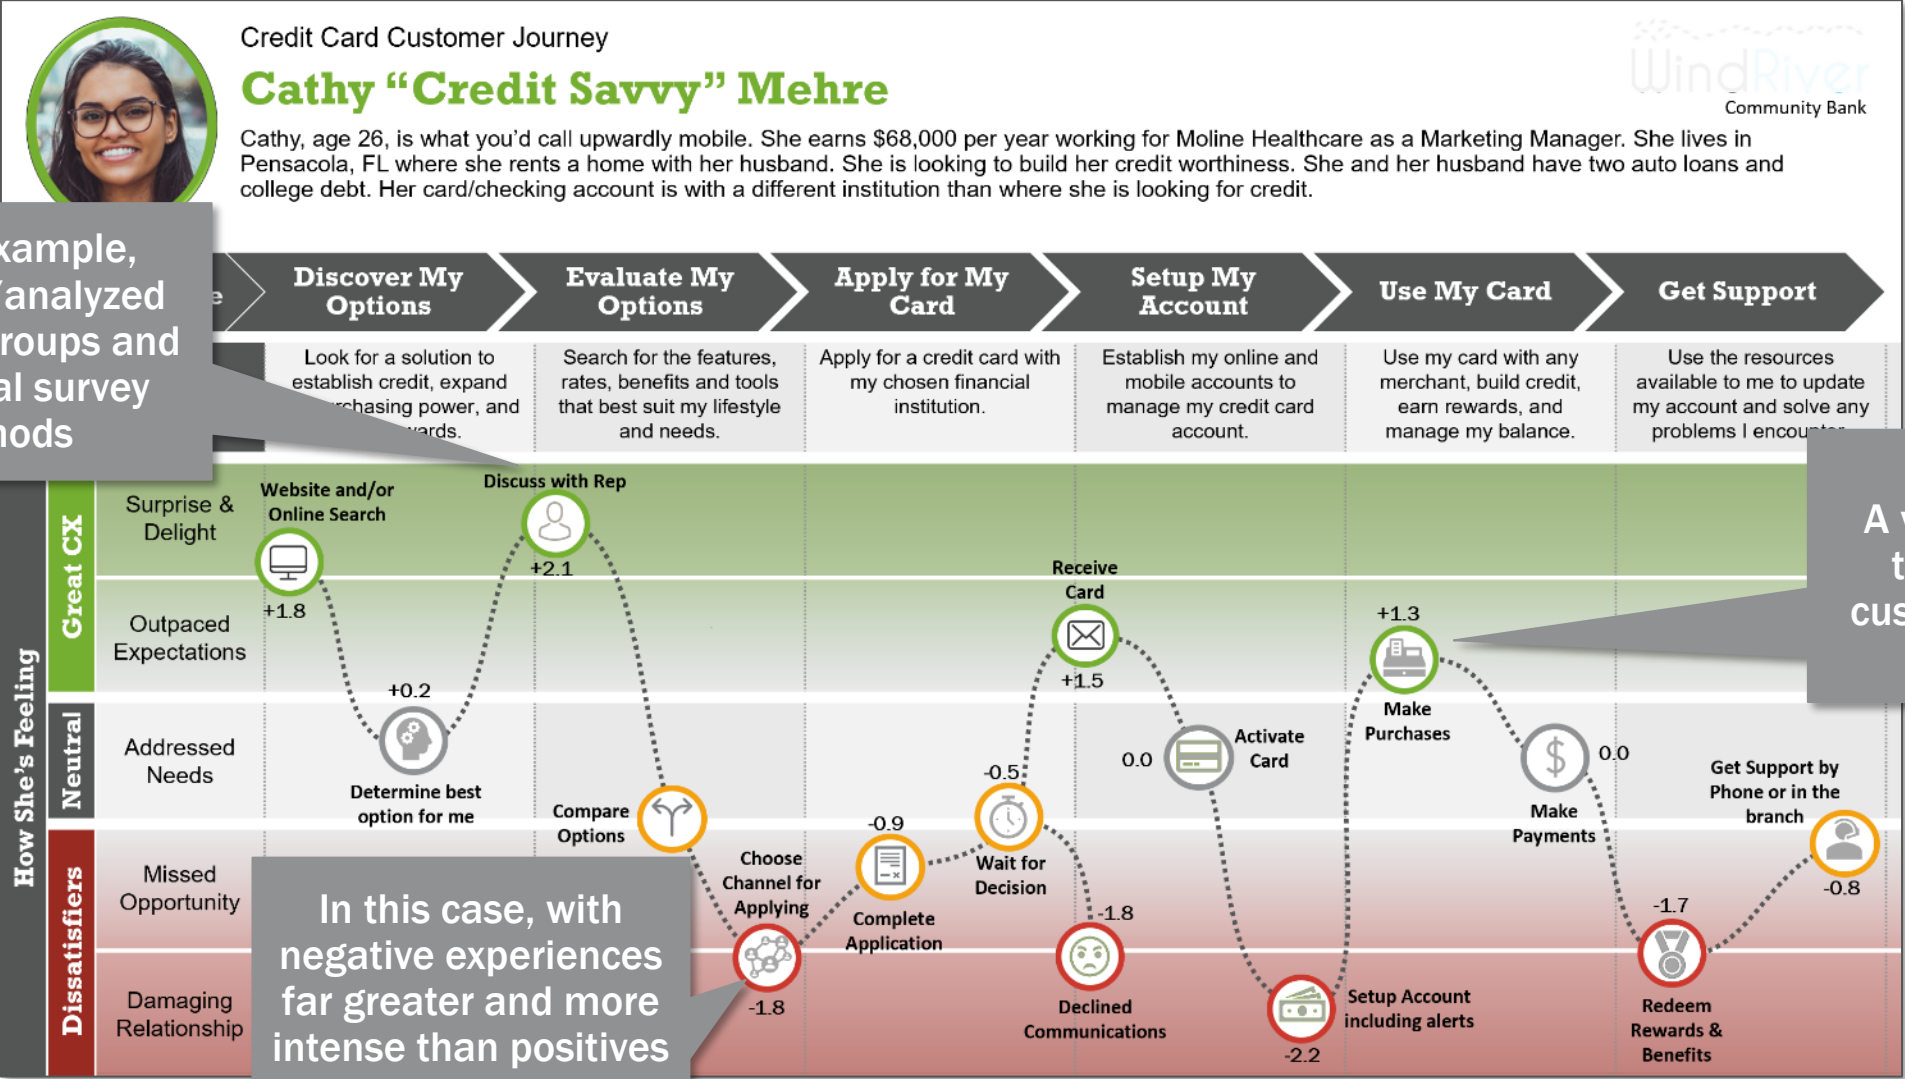 Credit Card Customer Journey
Cathy “Credit Savvy” Mehre
WindRiver
Community Bank
Cathy, age 26, is what you’d call upwardly mobile. She earns $68,000 per year working for Moline Healthcare as a Marketing Manager. She lives in
Pensacola, FL where she rents a home with her husband. She is looking to build her credit worthiness. She and her husband have two auto loans and
college debt. Her card/checking account is with a different institution than where she is looking for credit.
xample,
/analyzed
roups and
al survey
nods
e
Discover My
Options
Evaluate My
Options
Apply for My
Card
Setup My
Account
Use My Card
Get Support
Look for a solution to
establish credit, expand
chasing power, and
ards.
Search for the features,
rates, benefits and tools
that best suit my lifestyle
and needs.
Apply for a credit card with
my chosen financial
institution.
Establish my online and
mobile accounts to
manage my credit card
account.
Use my card with any
merchant, build credit,
earn rewards, and
manage my balance.
Use the resources
available to me to update
my account and solve any
problems I encounter.
How She’s Feeling
Great CX
Surprise &
Delight
Outpaced
Expectations
Neutral
Addressed
Needs
Dissatisfiers
Missed
Opportunity
Damaging
Relationship
Website and/or
Online Search
+1.8
+0.2
Determine best
option for me
Discuss with Rep
+2.1
Compare
Options
Choose
Channel for
Applying
-1.8
-0.9
Complete
Application
-0.5
Wait for
Decision
Receive
Card
+1.5
-1.8
Declined
Communications
0.0
Activate
Card
Setup Account
including alerts
-2.2
+1.3
Make
Purchases
0.0
Make
Payments
-1.7
Redeem
Rewards &
Benefits
Get Support by
Phone or in the
branch
-0.8
In this case, with
negative experiences
far greater and more
intense than positives
A
t
cus